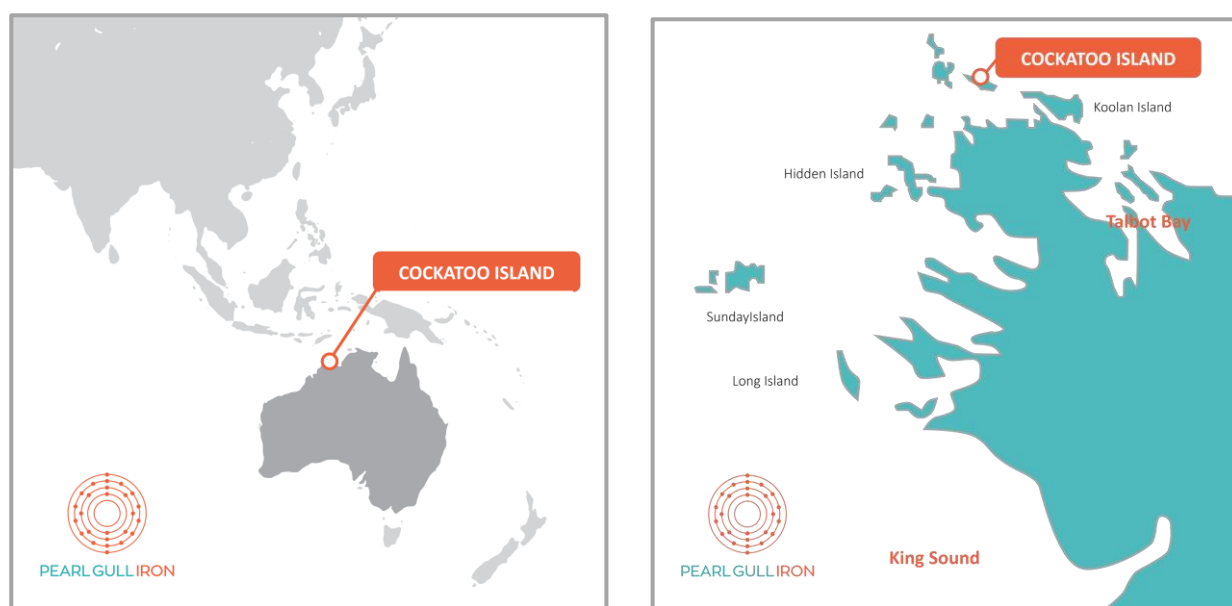 COCKATOO ISLAND
PEARL GULL IRON
COCKATOO ISLAND
Koolan Island
Hidden Island
Talbot Bay
SundayIsland
Long Island
King Sound
PEARL GULL IRON